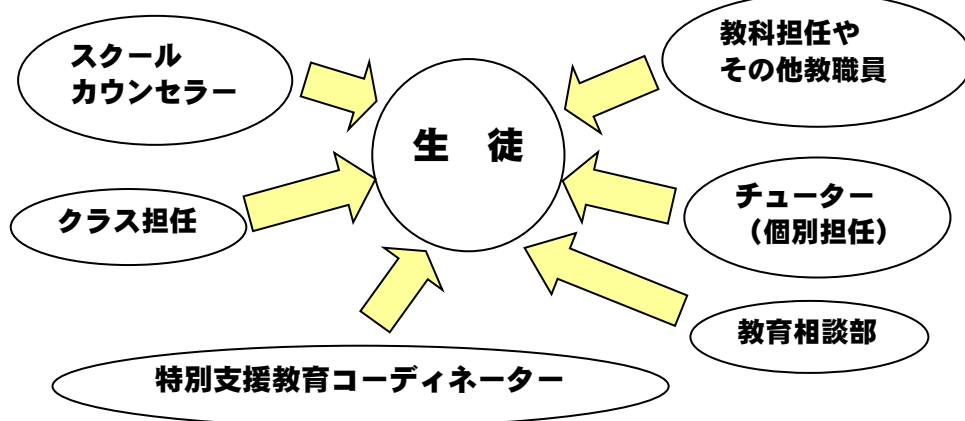 スクール
カウンセラー
教科担任や
その他教職員
生　徒
クラス担任
チューター
（個別担任）
教育相談部
特別支援教育コーディネーター